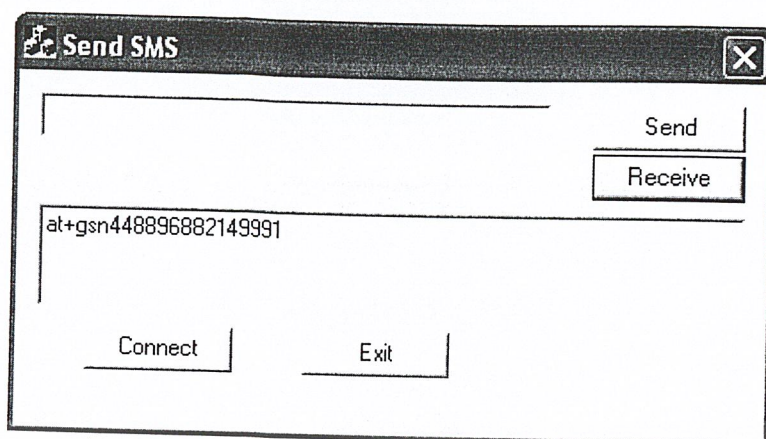 Send SMS
Send
Receive
at+gsn448896882149991
Connect
Exit